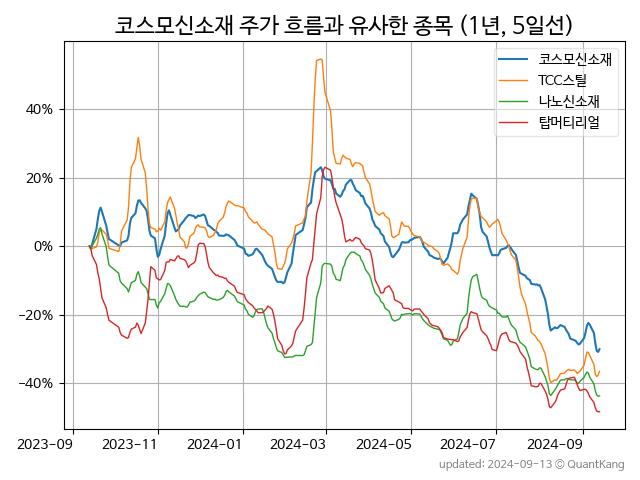 코스모신소재 주가 흐름과 유사한 종목 (1년, 5일선)
코스모신소재
TCC스틸
나노신소재
탑머티리얼
40%
20%
0%
−20%
−40%
2023-09 2023-11 2024-01 2024-03 2024-05 2024-07 2024-09
updated: 2024-09-13 © QuantKang